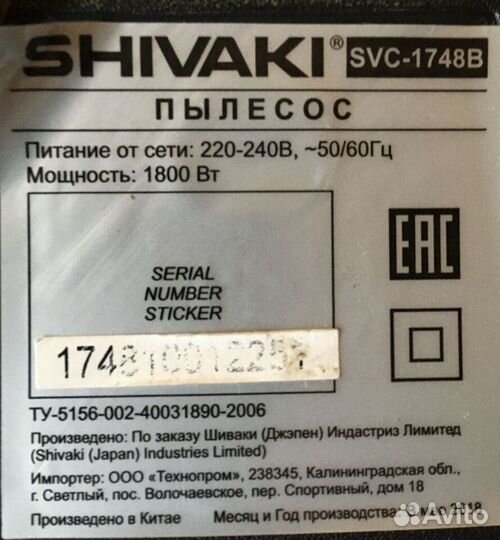 SHIVAKI® SVC-1748B
ПЫЛЕСОС
Питание от сети: 220-240В, ~50/60Гц
Мощность: 1800 Вт
EAC
SERIAL
NUMBER
STICKER
ТУ-5156-002-40031890-2006
Произведено: По заказу Шиваки (Джэпен) Индастриз Лимитед
(Shivaki (Japan) Industries Limited)
Импортер: ООО «Технопром», 238345, Калининградская обл.,
г. Светлый, пос. Волочаевское, пер. Спортивный, дом 18
Произведено в Китае Месяц и Год производства: 2018
Avito